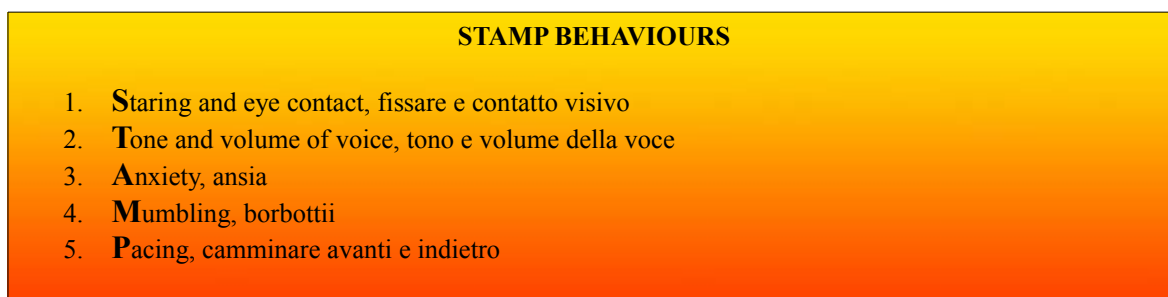 STAMP BEHAVIOURS
1. Staring and eye contact, fissare e contatto visivo
2. Tone and volume of voice, tono e volume della voce
3. Anxiety, ansia
4. Mumbling, borbottii
5. Pacing, camminare avanti e indietro